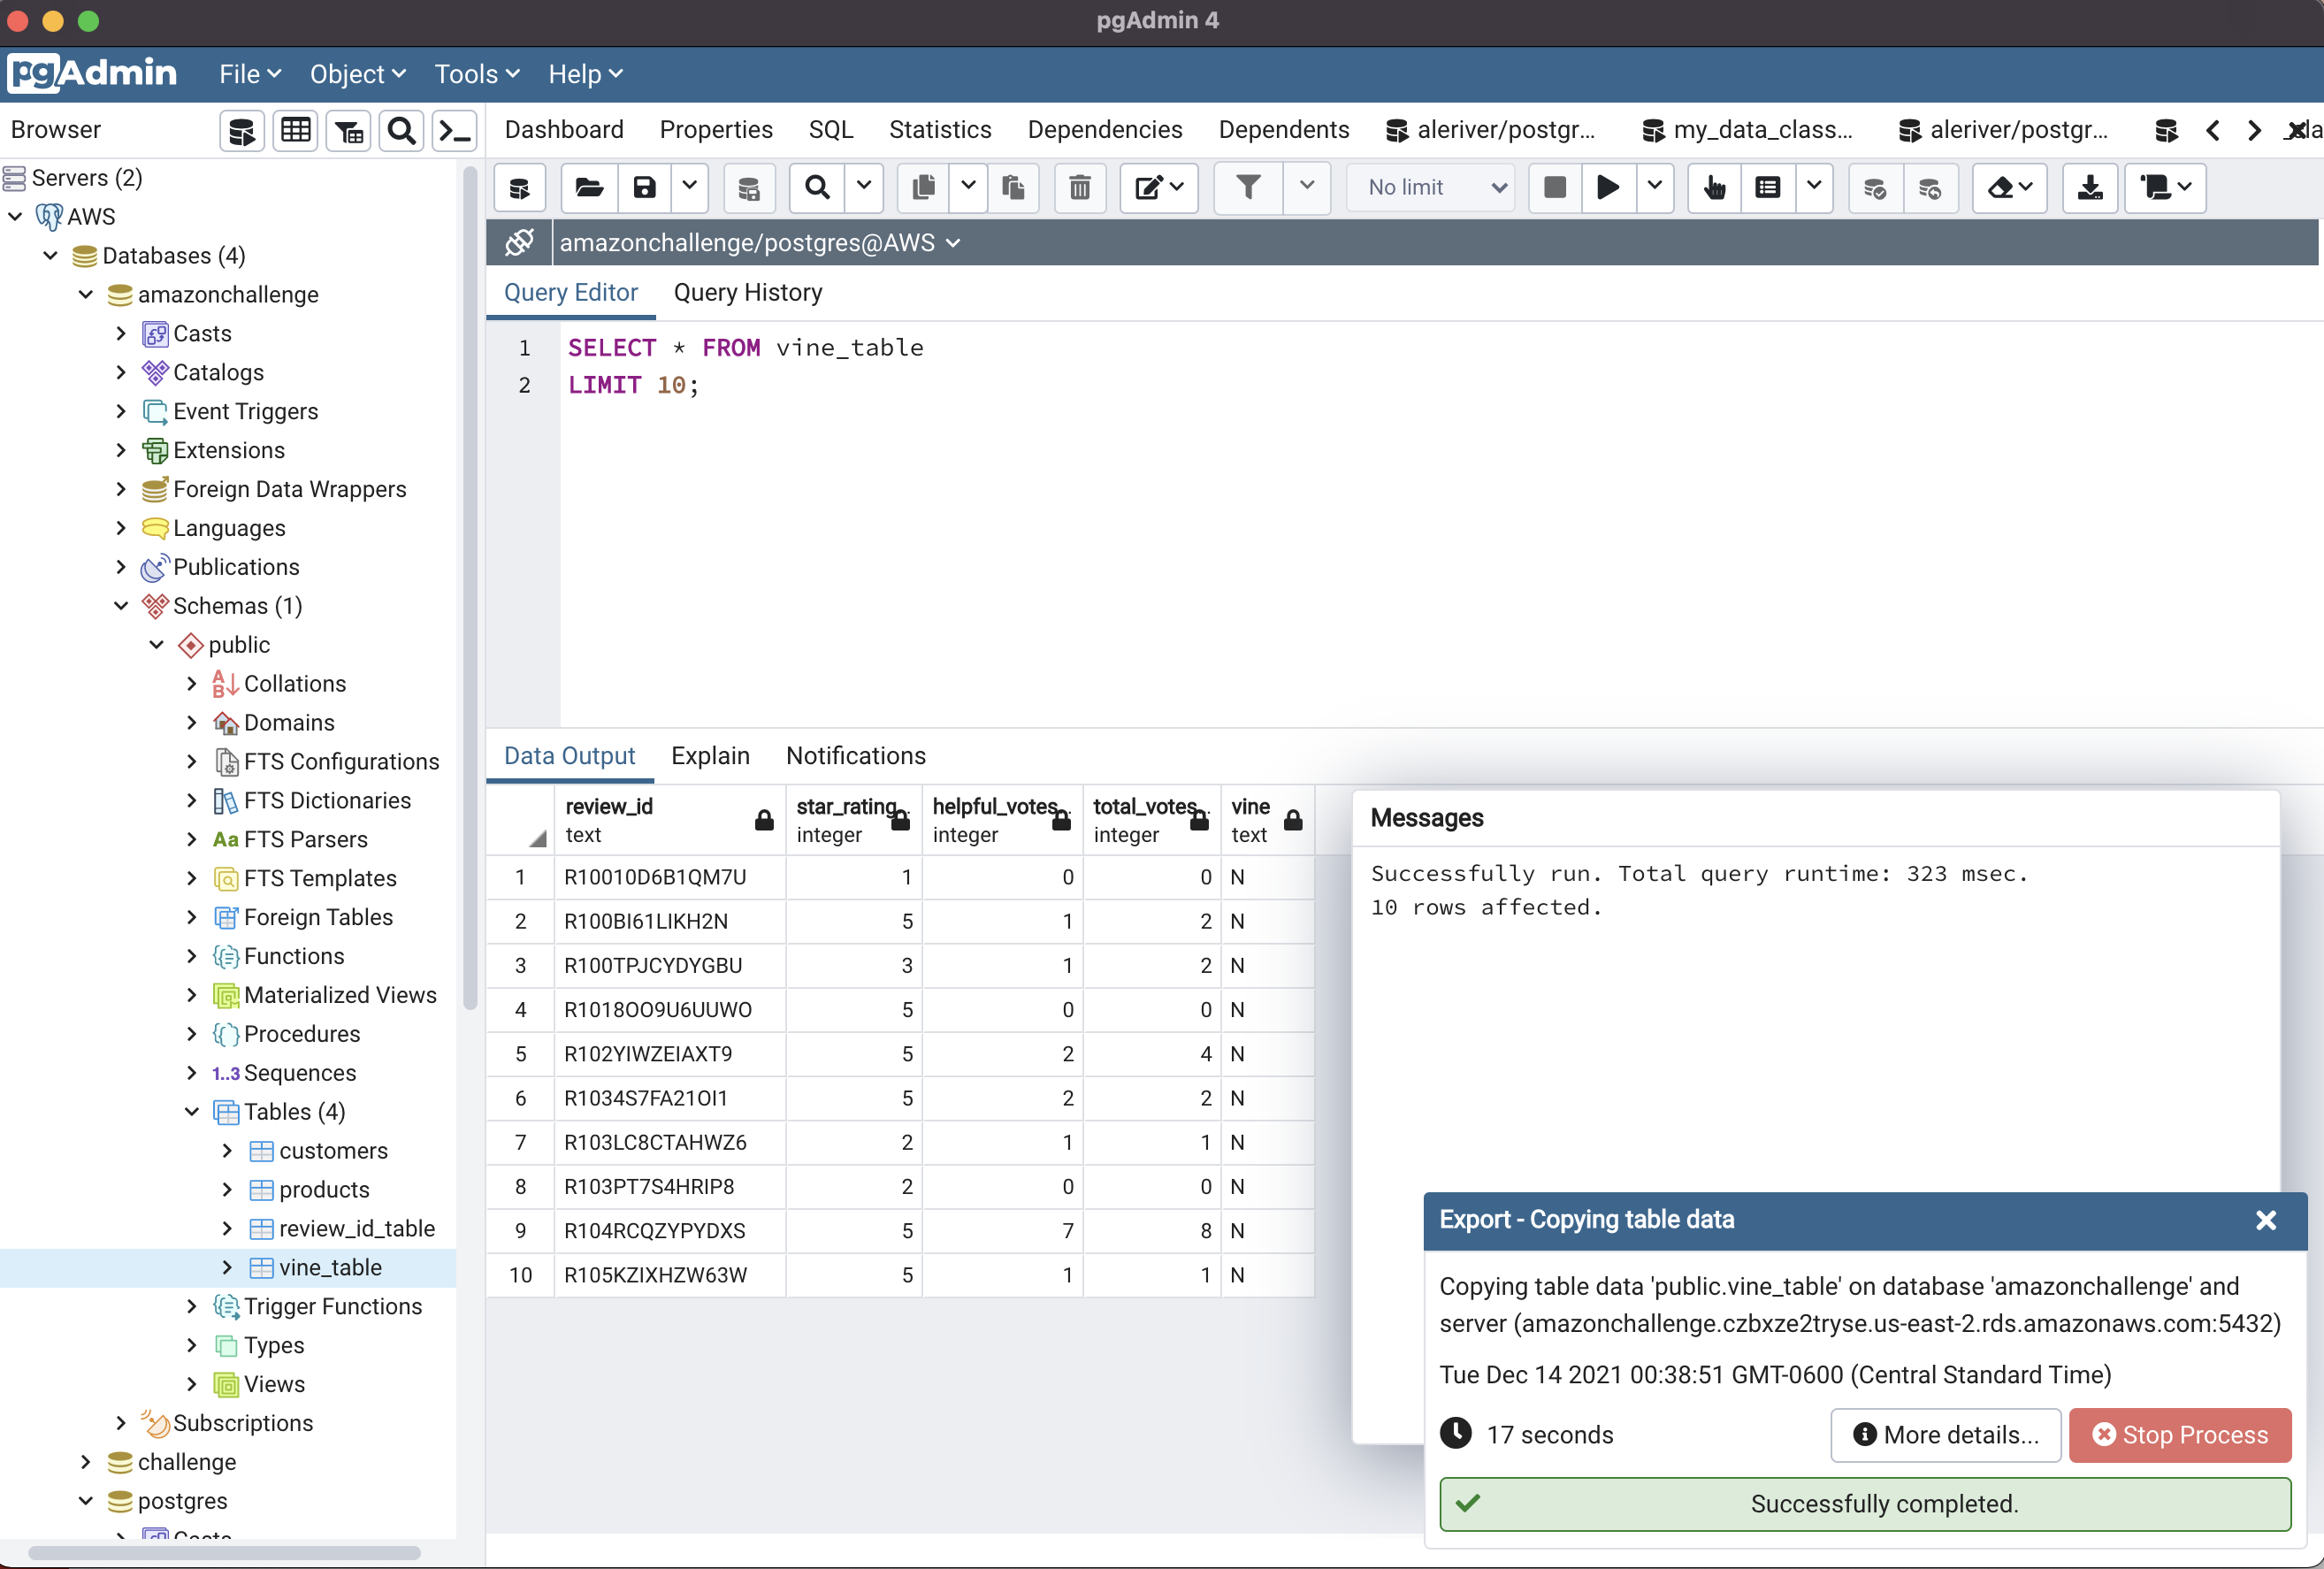 pgAdmin 4
pgAdmin File Object Tools Help
Browser
Dashboard Properties SQL Statistics Dependencies Dependents aleriver/postgr... my_data_class... aleriver/postgr...
No limit
amazonchallenge/postgres@AWS
Query Editor Query History
1 SELECT * FROM vine_table
2 LIMIT 10;
Servers (2)
AWS
Databases (4)
amazonchallenge
Casts
Catalogs
Event Triggers
Extensions
Foreign Data Wrappers
Languages
Publications
Schemas (1)
public
Collations
Domains
FTS Configurations
FTS Dictionaries
Aa FTS Parsers
FTS Templates
Foreign Tables
Functions
Materialized Views
Procedures
1..3 Sequences
Tables (4)
customers
products
review_id_table
vine_table
Trigger Functions
Types
Views
Subscriptions
challenge
postgres
Casts
Data Output Explain Notifications
review_id star_rating helpful_votes total_votes vine
text integer integer integer text
1 R10010D6B1QM7U 1 0 0 N
2 R100BI61LIKH2N 5 1 2 N
3 R100TPJCYDYGBU 3 1 2 N
4 R1018OO9U6UUWO 5 0 0 N
5 R102YIWZEIAXT9 5 2 4 N
6 R1034S7FA21OI1 5 2 2 N
7 R103LC8CTAHWZ6 2 1 1 N
8 R103PT7S4HRIP8 2 0 0 N
9 R104RCQZYPYDXS 5 7 8 N
10 R105KZIXHZW63W 5 1 1 N
Messages
Successfully run. Total query runtime: 323 msec.
10 rows affected.
Export - Copying table data
Copying table data 'public.vine_table' on database 'amazonchallenge' and
server (amazonchallenge.czbxze2tryse.us-east-2.rds.amazonaws.com:5432)
Tue Dec 14 2021 00:38:51 GMT-0600 (Central Standard Time)
17 seconds More details... Stop Process
Successfully completed.